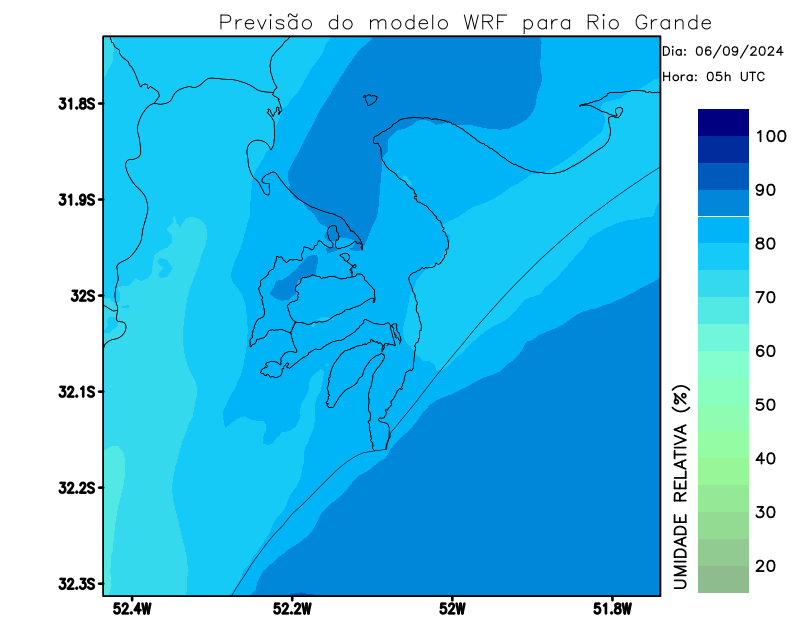 Previsão do modelo WRF para Rio Grande
Dia: 06/09/2024
Hora: 05h UTC
31.8S
31.9S
32S
32.1S
32.2S
32.3S
52.4W
52.2W
52W
51.8W
100
90
80
70
60
50
40
30
20
UMIDADE RELATIVA (%)